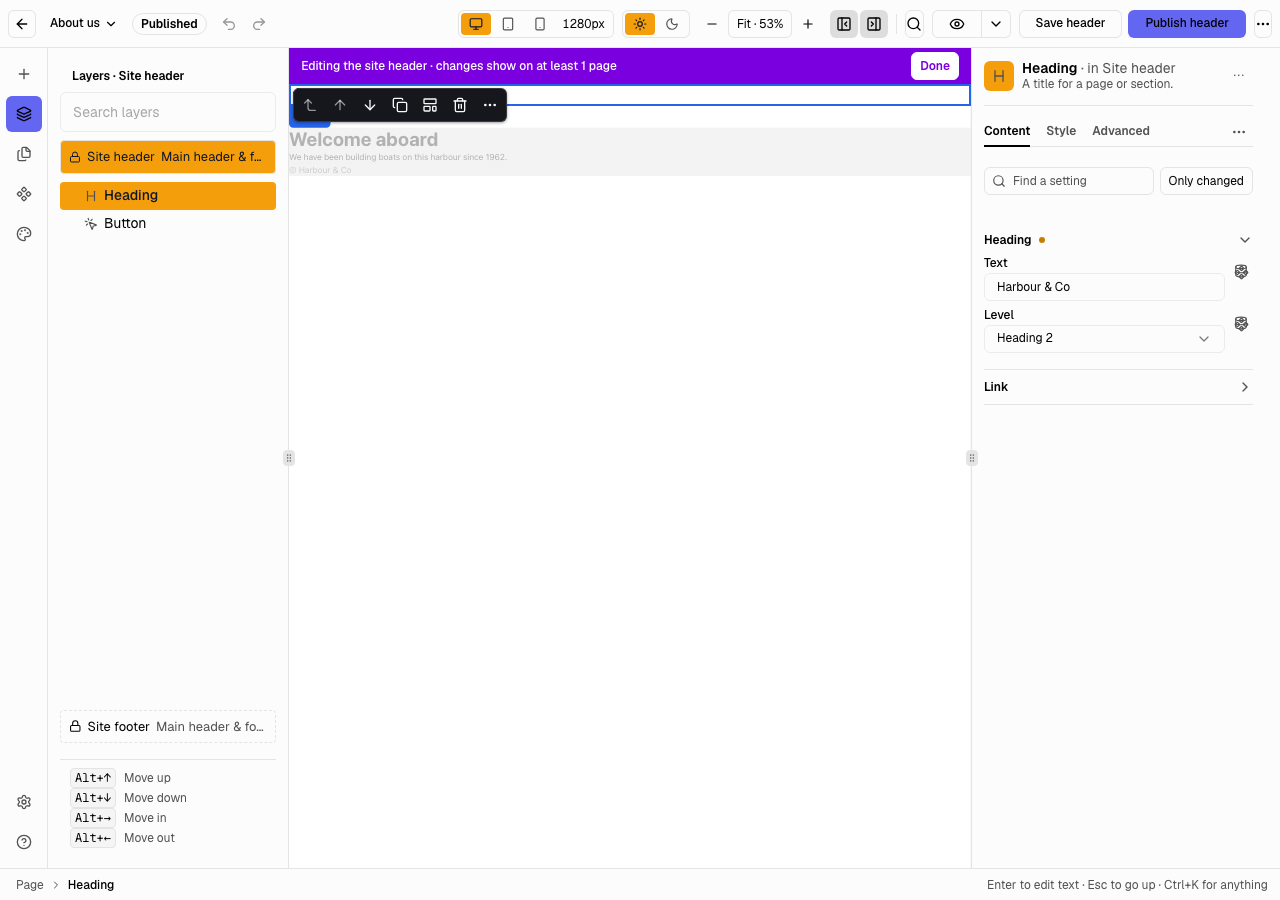 About us
Published
1280px
Fit · 53%
Save header
Publish header
Layers · Site header
Search layers
Site header Main header & f...
Heading
Button
Site footer Main header & fo...
Alt+↑ Move up
Alt+↓ Move down
Alt+→ Move in
Alt+← Move out
Editing the site header · changes show on at least 1 page
Done
Welcome aboard
We have been building boats on this harbour since 1962.
© Harbour & Co
H
Heading · in Site header
A title for a page or section.
Content
Style
Advanced
Find a setting
Only changed
Heading
Text
Harbour & Co
Level
Heading 2
Link
Page > Heading
Enter to edit text · Esc to go up · Ctrl+K for anything